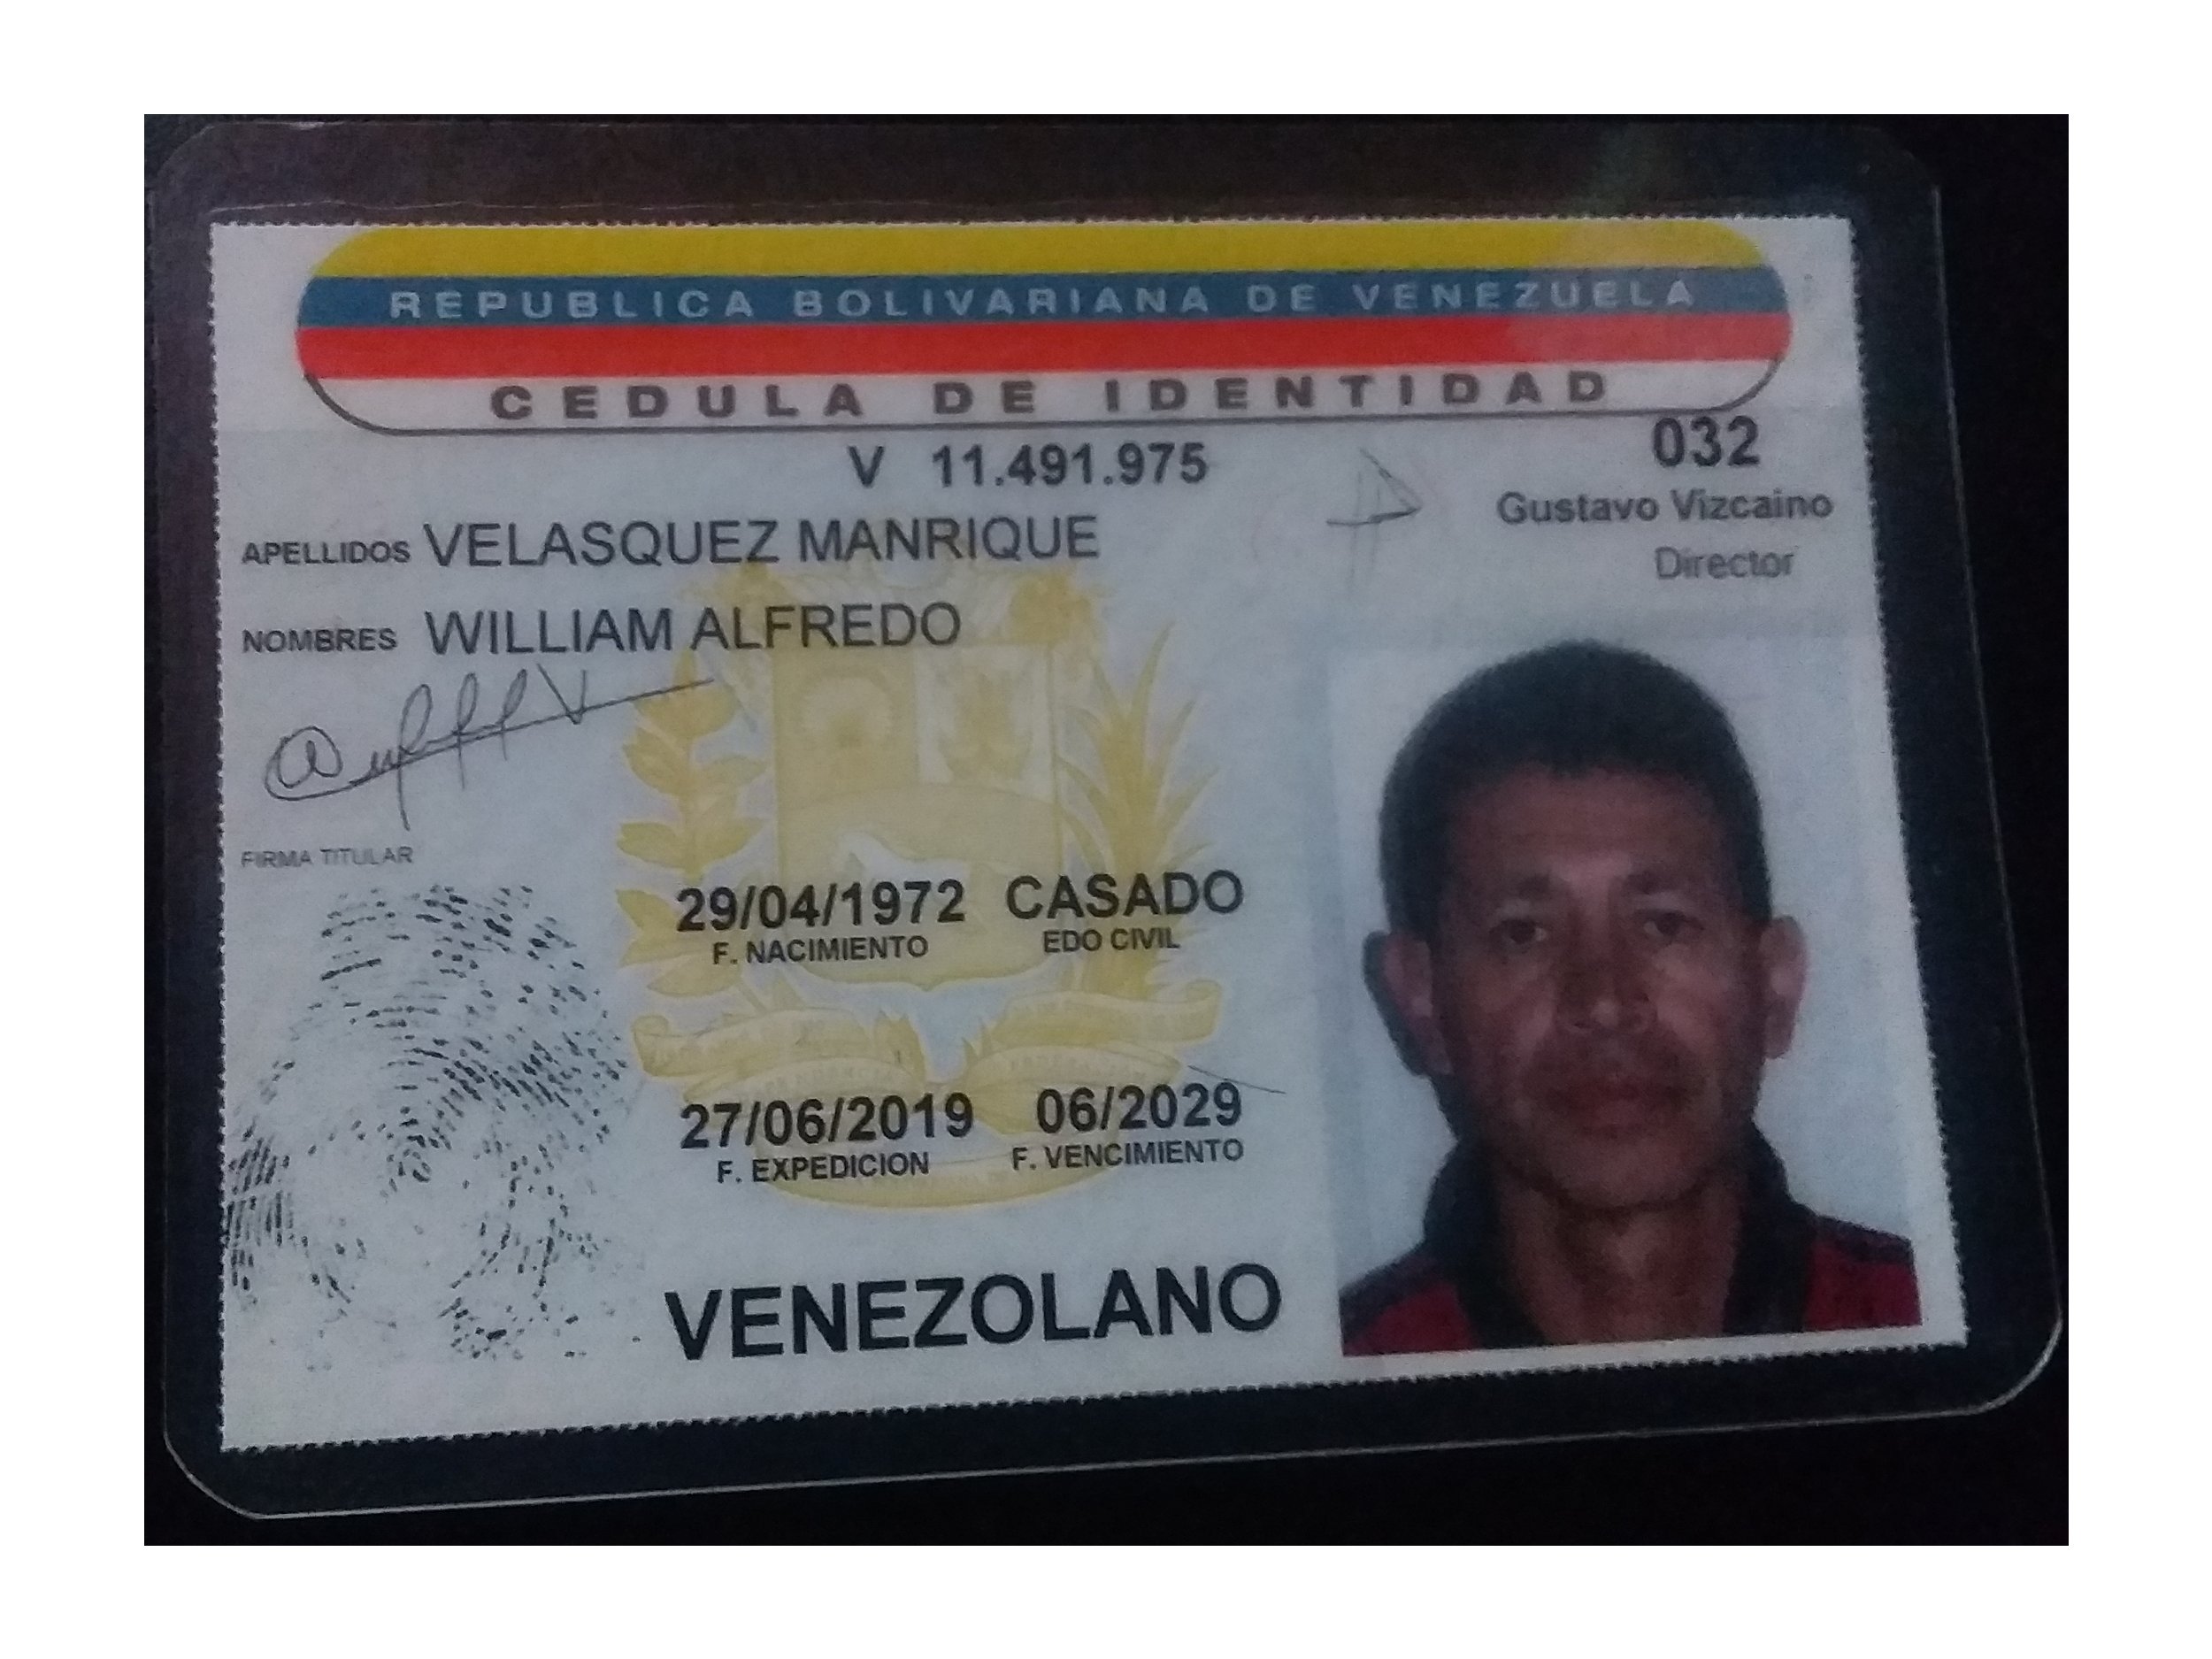 REPUBLICA BOLIVARIANA DE VENEZUELA
CEDULA DE IDENTIDAD
V 11.491.975
032
Gustavo Vizcaino
Director
APELLIDOS VELASQUEZ MANRIQUE
NOMBRES WILLIAM ALFREDO
FIRMA TITULAR
29/04/1972 CASADO
F. NACIMIENTO EDO CIVIL
27/06/2019 06/2029
F. EXPEDICION F. VENCIMIENTO
VENEZOLANO